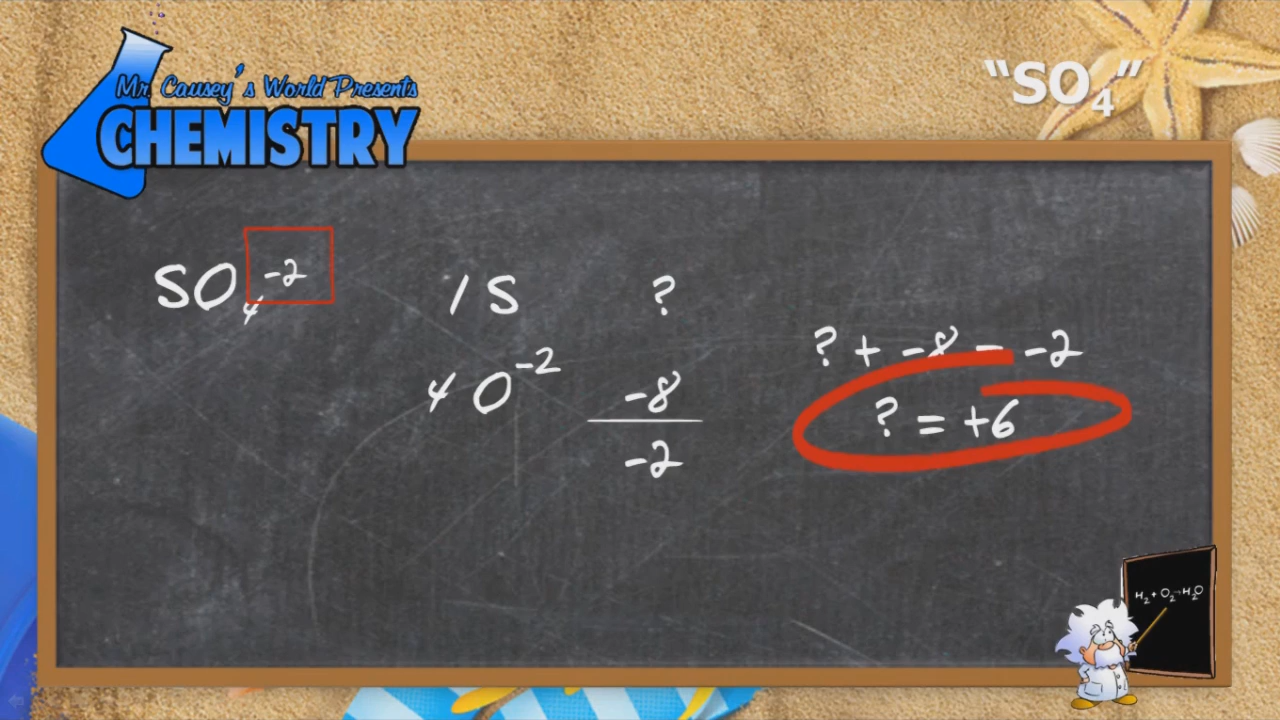 Mr. Causey's World Presents
CHEMISTRY
“SO₄”
SO₄⁻²
1 S ?
4 O⁻² -8
-2
? + -8 = -2
? = +6
H₂ + O₂→H₂O